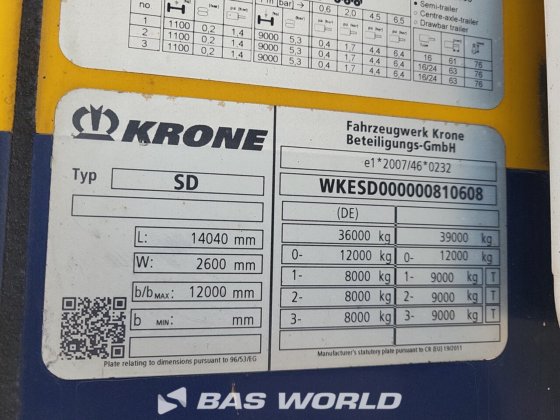 no
0.6 2.0 4.5 6.5
• Semi-trailer
○ Centre-axle-trailer
○ Drawbar trailer
1 1100 0,2 1,4 9000 5,3 0,4 1,7 4,4 6,4 16 61 76
2 1100 0,2 1,4 9000 5,3 0,4 1,7 4,4 6,4 16/24 63 76
3 1100 0,2 1,4 9000 5,3 0,4 1,7 4,4 6,4 16/24 63 76
KRONE
Typ SD
L: 14040 mm
W: 2600 mm
b/b MAX: 12000 mm
b MIN: mm
Plate relating to dimensions pursuant to 96/53/EG
Fahrzeugwerk Krone
Beteiligungs-GmbH
e1*2007/46*0232
WKESD000000810608
(DE)
36000 kg 39000 kg
0- 12000 kg 0- 12000 kg
1- 8000 kg 1- 9000 kg T
2- 8000 kg 2- 9000 kg T
3- 8000 kg 3- 9000 kg T
Manufacturer's statutory plate pursuant to CR (EU) 19/2011
BAS WORLD